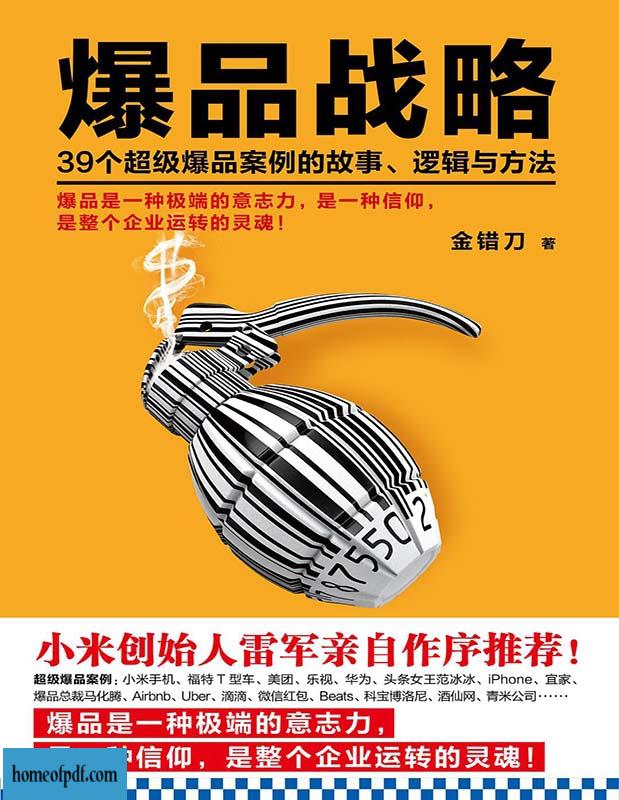 爆品战略
39个超级爆品案例的故事、逻辑与方法
爆品是一种极端的意志力，是一种信仰，
是整个企业运转的灵魂！
金错刀 著
187550 2
小米创始人雷军亲自作序推荐！
超级爆品案例：小米手机、福特T型车、美团、乐视、华为、头条女王范冰冰、iPhone、宜家、
爆品总裁马化腾、Airbnb、Uber、滴滴、微信红包、Beats、科宝博洛尼、酒仙网、青米公司……
爆品是一种极端的意志力，
种信仰，是整个企业运转的灵魂！
homeofpdf.com